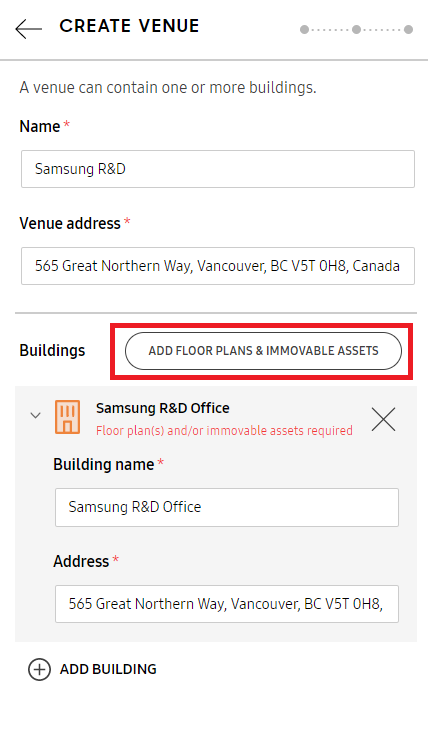 CREATE VENUE
A venue can contain one or more buildings.
Name *
Samsung R&D
Venue address *
565 Great Northern Way, Vancouver, BC V5T 0H8, Canada
Buildings
ADD FLOOR PLANS & IMMOVABLE ASSETS
Samsung R&D Office
Floor plan(s) and/or immovable assets required
Building name *
Samsung R&D Office
Address *
565 Great Northern Way, Vancouver, BC V5T 0H8,
ADD BUILDING